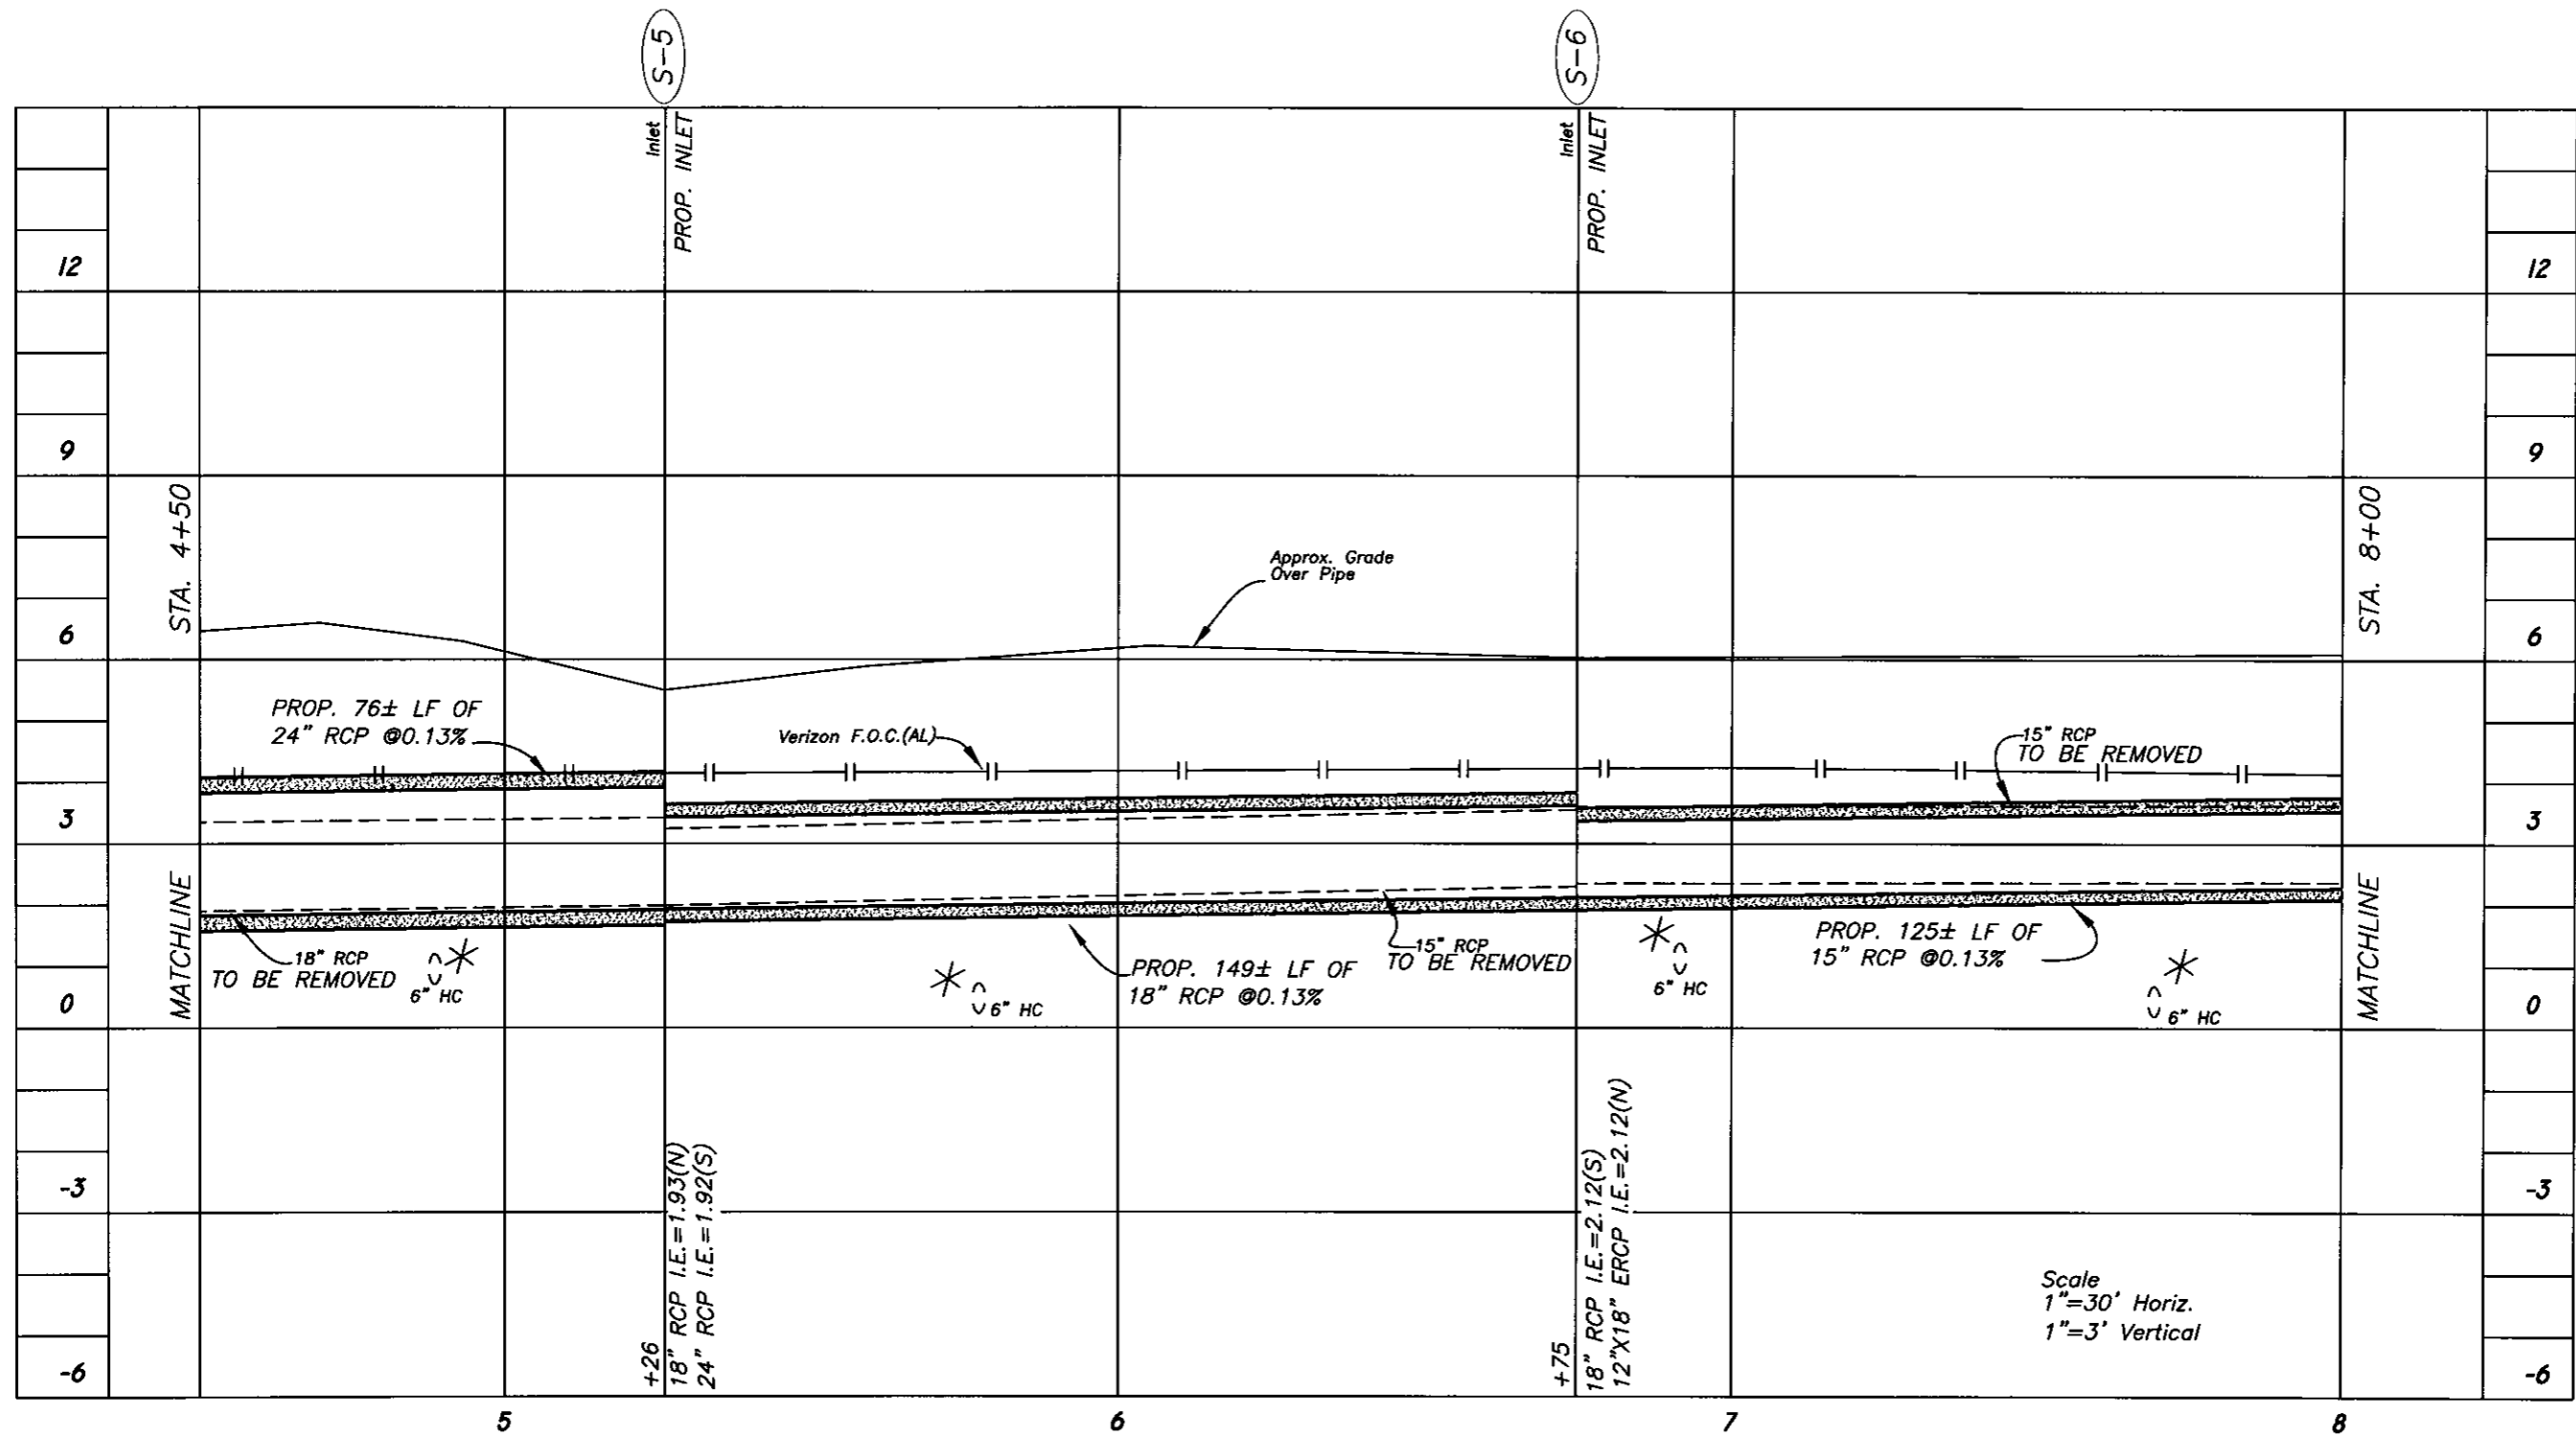 S-5
S-6
Inlet
PROP. INLET
Inlet
PROP. INLET
12
12
9
9
STA. 4+50
STA. 8+00
Approx. Grade
Over Pipe
6
6
PROP. 76± LF OF
24" RCP @0.13%
Verizon F.O.C.(AL)
15" RCP
TO BE REMOVED
3
3
MATCHLINE
MATCHLINE
18" RCP
TO BE REMOVED
6" HC
6" HC
PROP. 149± LF OF
18" RCP @0.13%
15" RCP
TO BE REMOVED
6" HC
PROP. 125± LF OF
15" RCP @0.13%
6" HC
0
0
-3
-3
+26
18" RCP I.E.=1.93(N)
24" RCP I.E.=1.92(S)
+75
18" RCP I.E.=2.12(S)
12"X18" ERCP I.E.=2.12(N)
Scale
1"=30' Horiz.
1"=3' Vertical
-6
-6
5
6
7
8